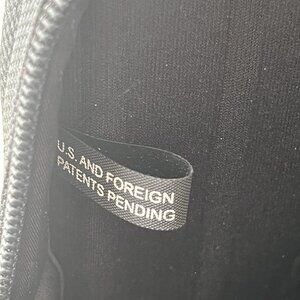 U.S. AND FOREIGN
PATENTS PENDING